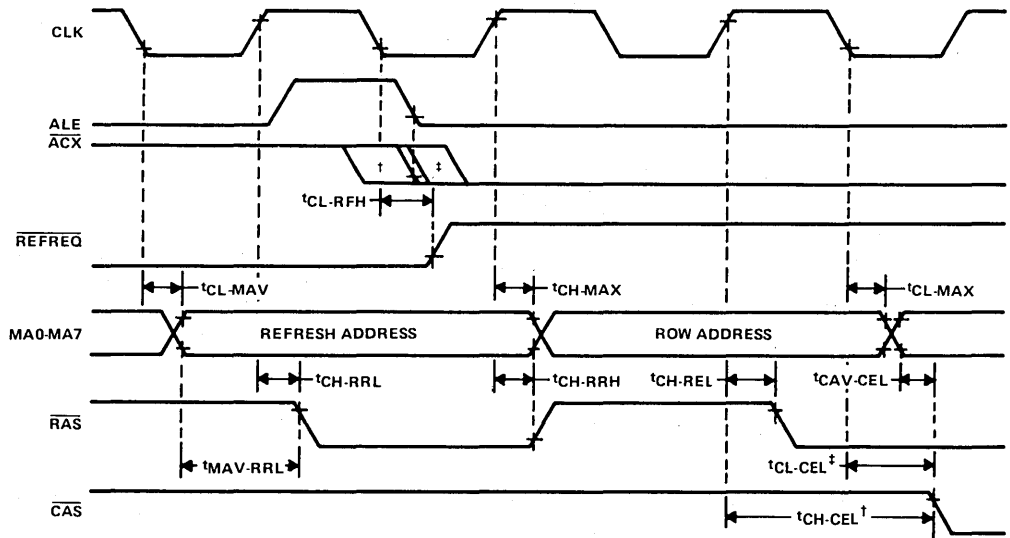 CLK
ALE
ACX
† ‡
tCL-RFH
REFREQ
tCL-MAV tCH-MAX tCL-MAX
MA0-MA7 REFRESH ADDRESS ROW ADDRESS
tCH-RRL tCH-RRH tCH-REL tCAV-CEL
RAS
tMAV-RRL tCL-CEL‡
CAS
tCH-CEL†